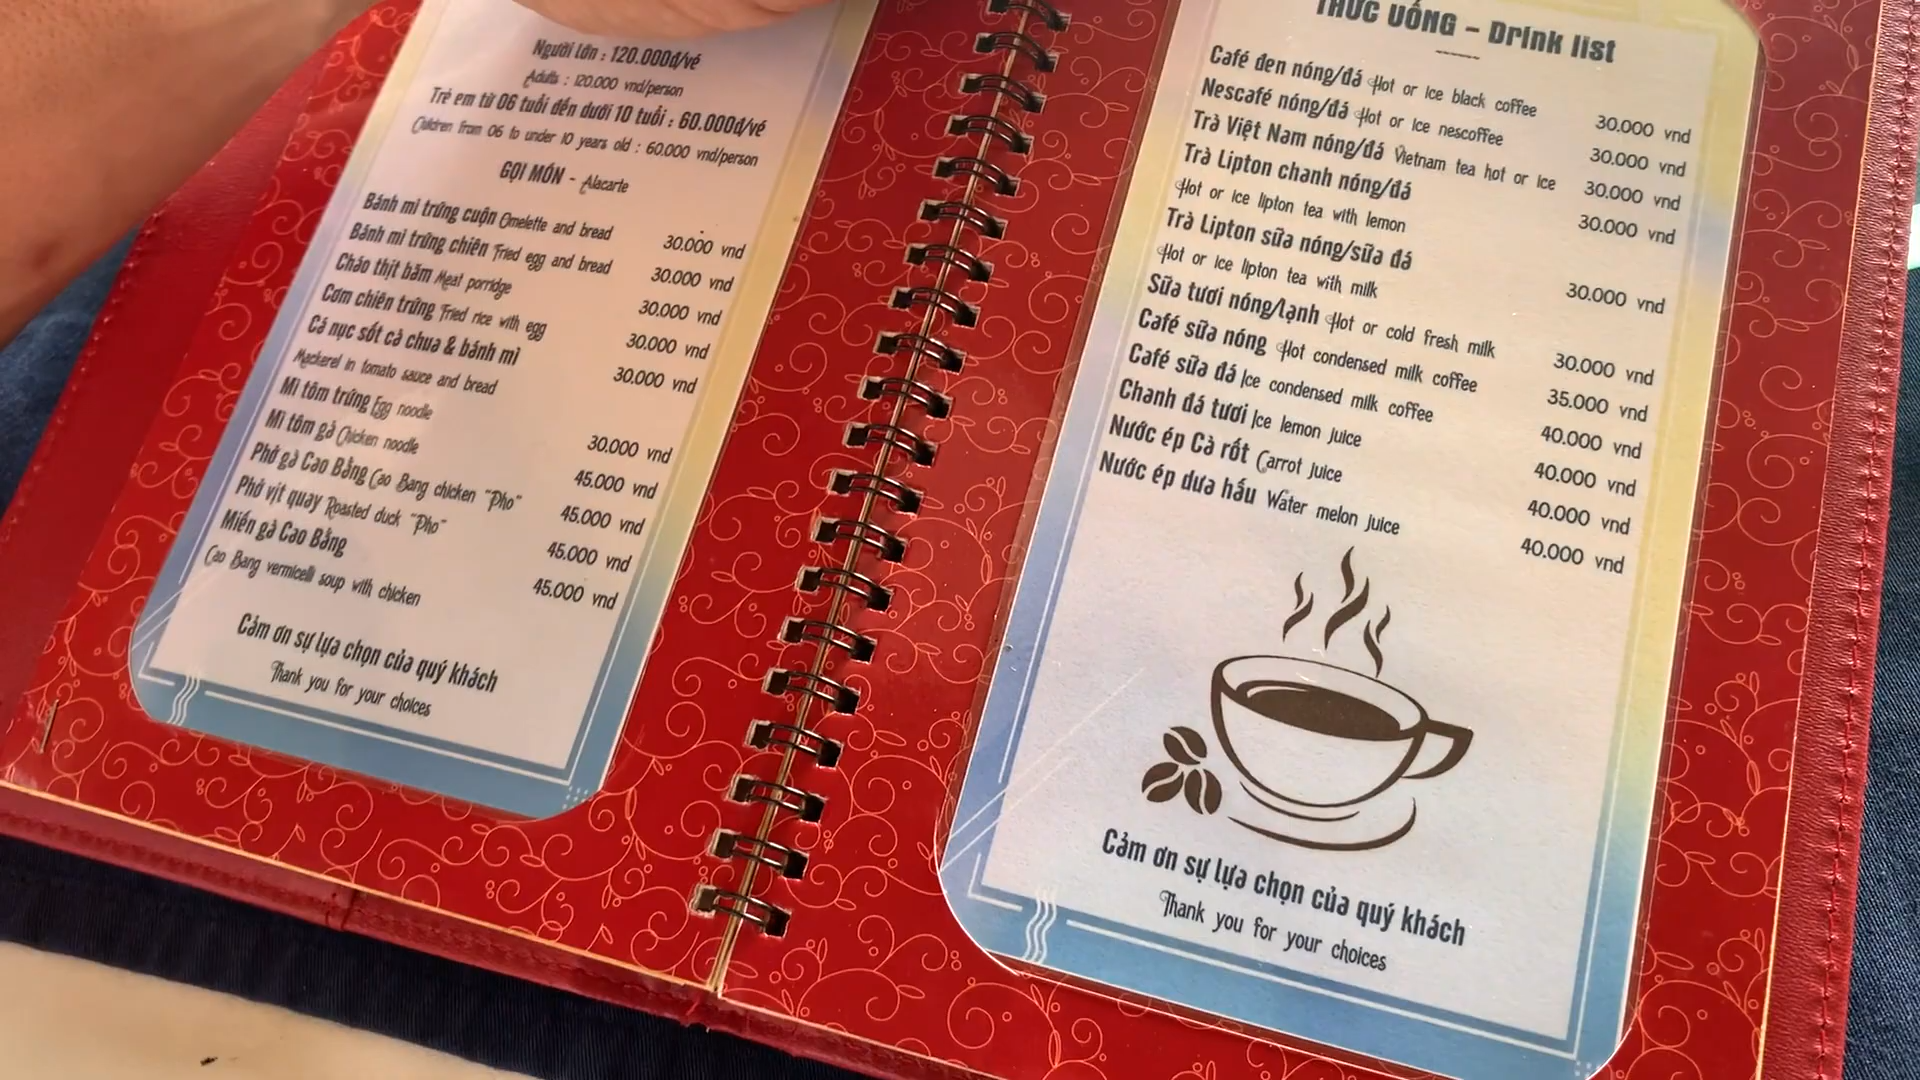 Người lớn : 120.000đ/vé
Adults : 120.000 vnd/person
Trẻ em từ 06 tuổi đến dưới 10 tuổi : 60.000đ/vé
Children from 06 to under 10 years old : 60.000 vnd/person
GỌI MÓN - Alacarte
Bánh mì trứng cuộn Omelette and bread 30.000 vnd
Bánh mì trứng chiên Fried egg and bread 30.000 vnd
Cháo thịt băm Meat porridge 30.000 vnd
Cơm chiên trứng Fried rice with egg 30.000 vnd
Cá nục sốt cà chua & bánh mì 30.000 vnd
Mackerel in tomato sauce and bread
Mì tôm trứng Egg noodle 30.000 vnd
Mì tôm gà Chicken noodle 45.000 vnd
Phở gà Cao Bằng Cao Bang chicken "Pho" 45.000 vnd
Phở vịt quay Roasted duck "Pho" 45.000 vnd
Miến gà Cao Bằng 45.000 vnd
Cao Bang vermicelli soup with chicken
Cảm ơn sự lựa chọn của quý khách
Thank you for your choices
THỨC UỐNG - Drink list
Café đen nóng/đá Hot or ice black coffee 30.000 vnd
Nescafé nóng/đá Hot or Ice nescoffee 30.000 vnd
Trà Việt Nam nóng/đá Vietnam tea hot or Ice 30.000 vnd
Trà Lipton chanh nóng/đá 30.000 vnd
Hot or Ice lipton tea with lemon
Trà Lipton sữa nóng/sữa đá 30.000 vnd
Hot or Ice lipton tea with milk
Sữa tươi nóng/lạnh Hot or cold fresh milk 30.000 vnd
Café sữa nóng Hot condensed milk coffee 35.000 vnd
Café sữa đá Ice condensed milk coffee 40.000 vnd
Chanh đá tươi Ice lemon juice 40.000 vnd
Nước ép Cà rốt Carrot juice 40.000 vnd
Nước ép dưa hấu Water melon juice 40.000 vnd
Cảm ơn sự lựa chọn của quý khách
Thank you for your choices